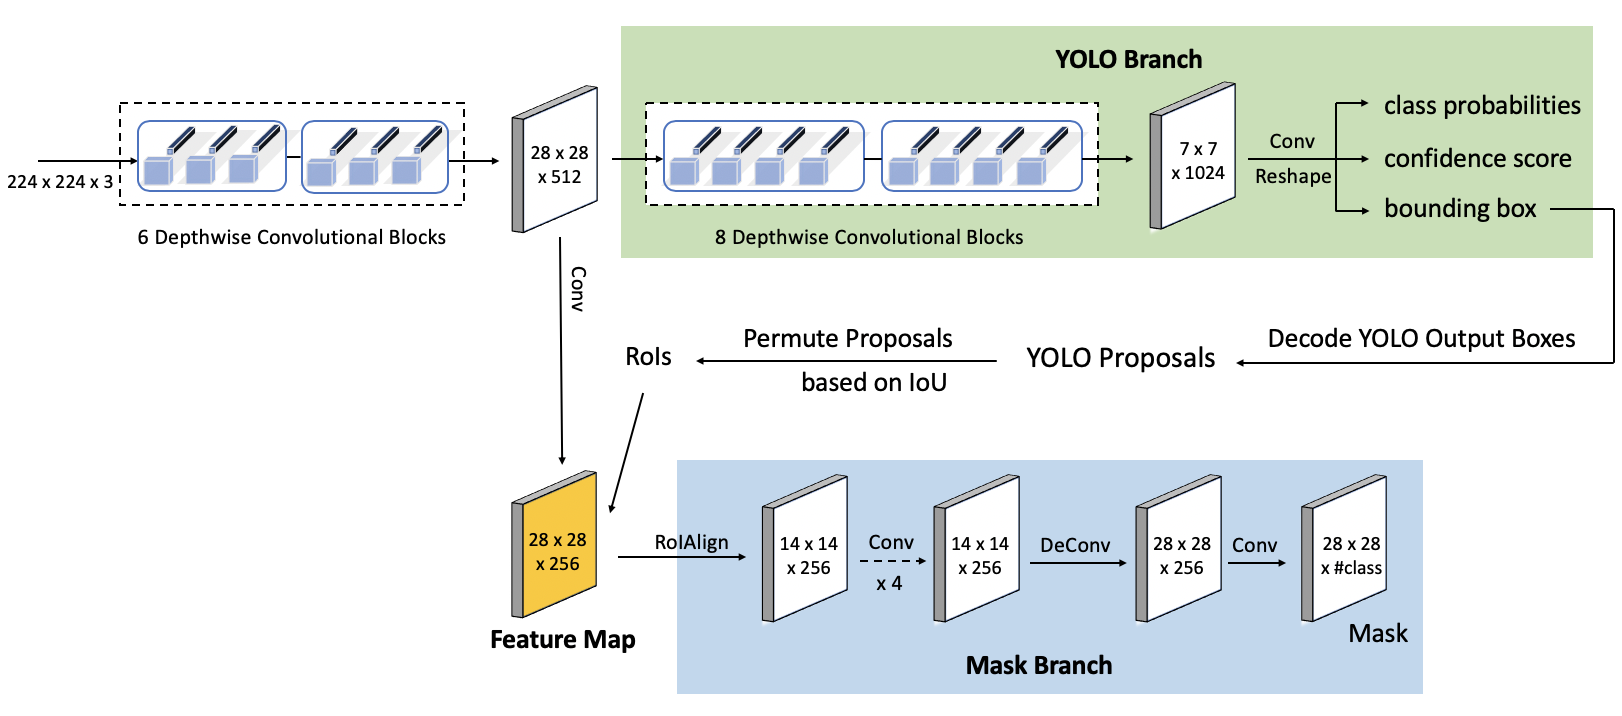 YOLO Branch
224 x 224 x 3
6 Depthwise Convolutional Blocks
28 x 28
x 512
8 Depthwise Convolutional Blocks
7 x 7
x 1024
Conv
Reshape
class probabilities
confidence score
bounding box
Conv
Decode YOLO Output Boxes
YOLO Proposals
Permute Proposals
based on IoU
RoIs
28 x 28
x 256
Feature Map
RoIAlign
14 x 14
x 256
Conv
x 4
14 x 14
x 256
DeConv
28 x 28
x 256
Conv
28 x 28
x #class
Mask
Mask Branch